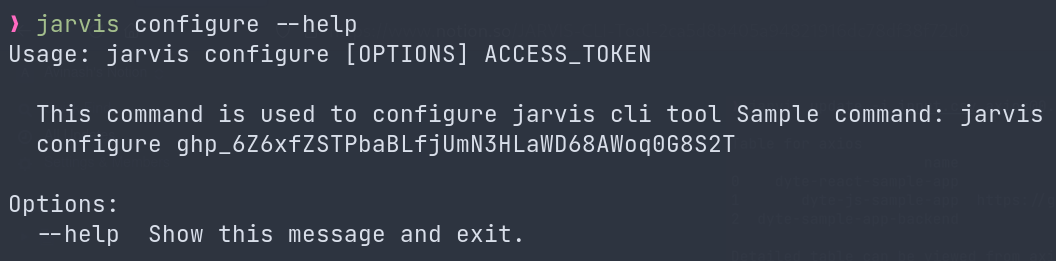 ❯ jarvis configure --help
Usage: jarvis configure [OPTIONS] ACCESS_TOKEN
This command is used to configure jarvis cli tool Sample command: jarvis
configure 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
Options:
--help  Show this message and exit.